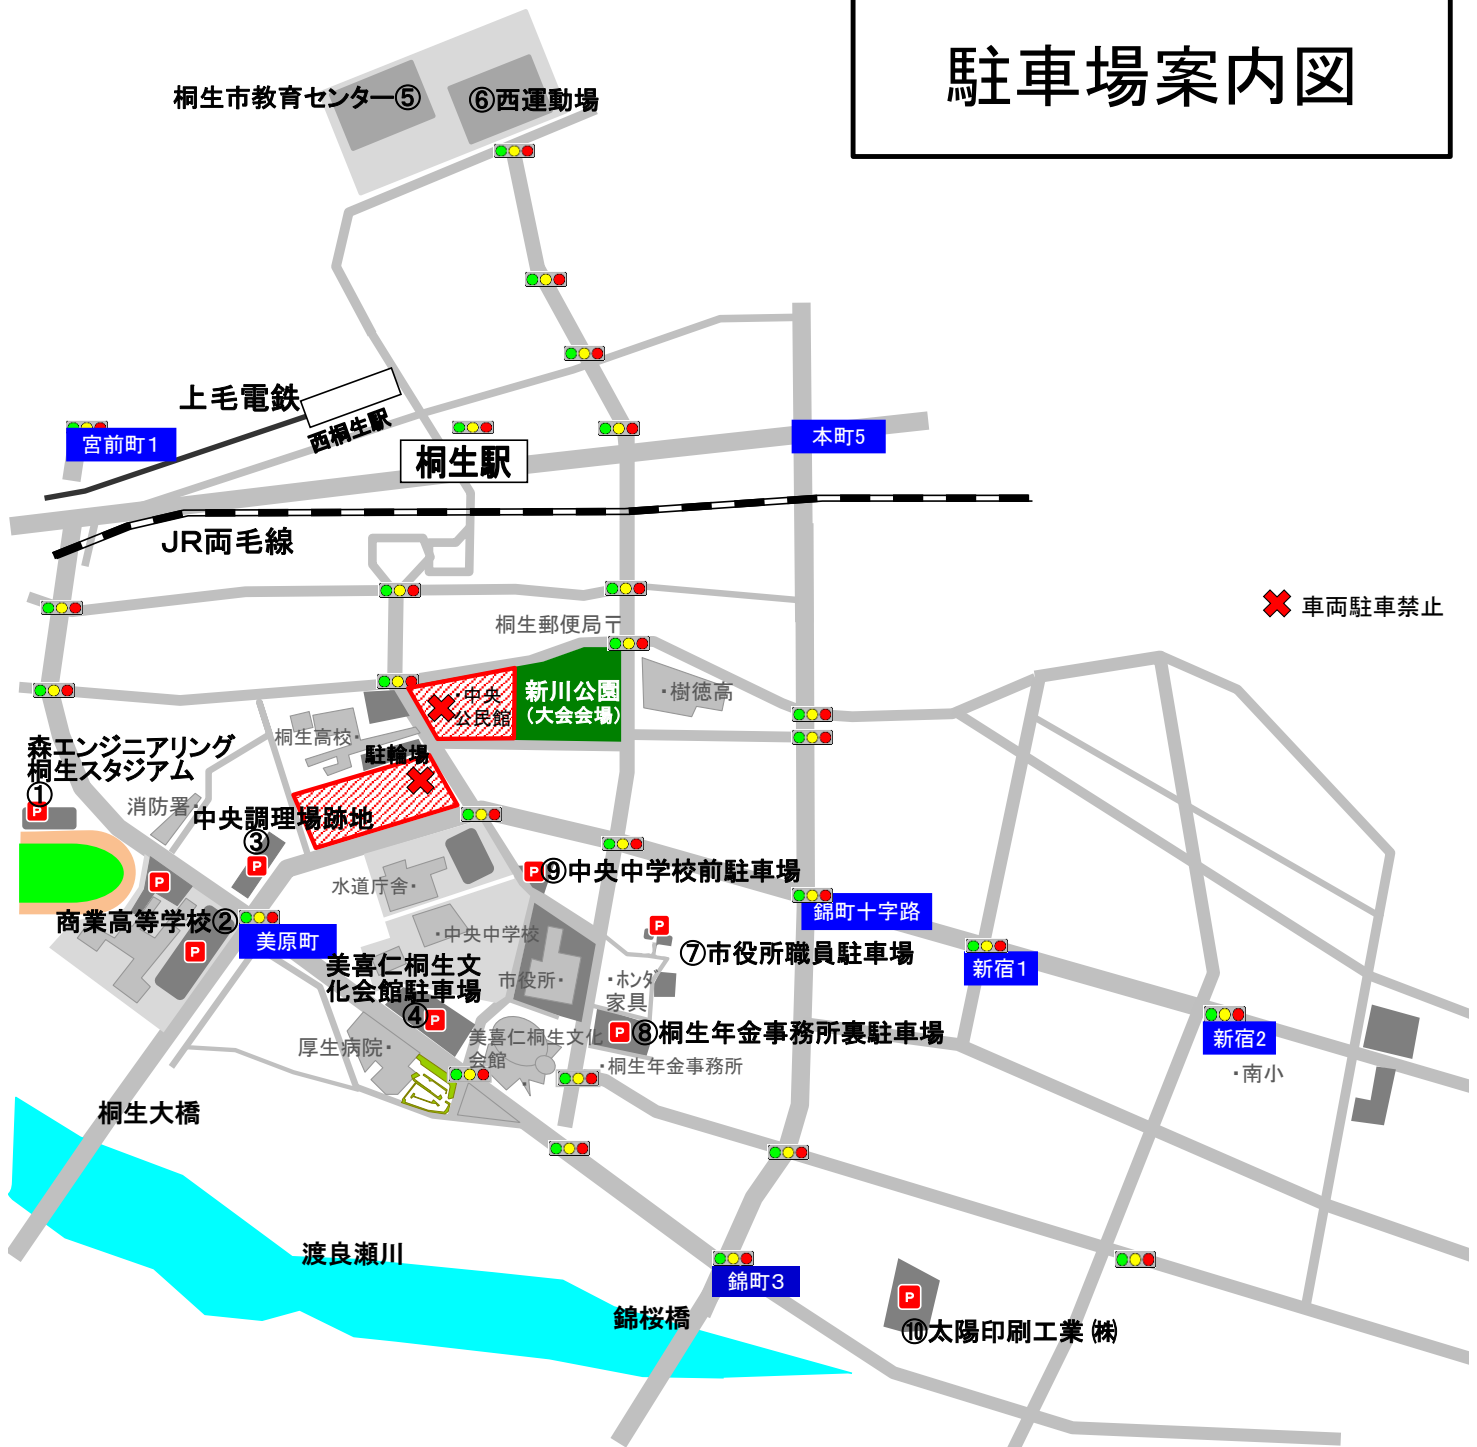 駐車場案内図
桐生市教育センター⑤
⑥西運動場
上毛電鉄
西桐生駅
宮前町1
桐生駅
本町5
JR両毛線
車両駐車禁止
桐生郵便局〒
・中央
公民館
新川公園
(大会会場)
・樹徳高
桐生高校・
駐輪場
森エンジニアリング
桐生スタジアム
①
P
消防署・
中央調理場跡地
③
P
水道庁舎・
P
⑨中央中学校前駐車場
P
商業高等学校②
P
美原町
・中央中学校
錦町十字路
P
⑦市役所職員駐車場
新宿1
美喜仁桐生文
化会館駐車場
④
P
市役所・
・ホンダ
家具
P
⑧桐生年金事務所裏駐車場
新宿2
厚生病院・
美喜仁桐生文化
会館
・
・桐生年金事務所
・南小
桐生大橋
渡良瀬川
錦町3
錦桜橋
P
⑩太陽印刷工業㈱